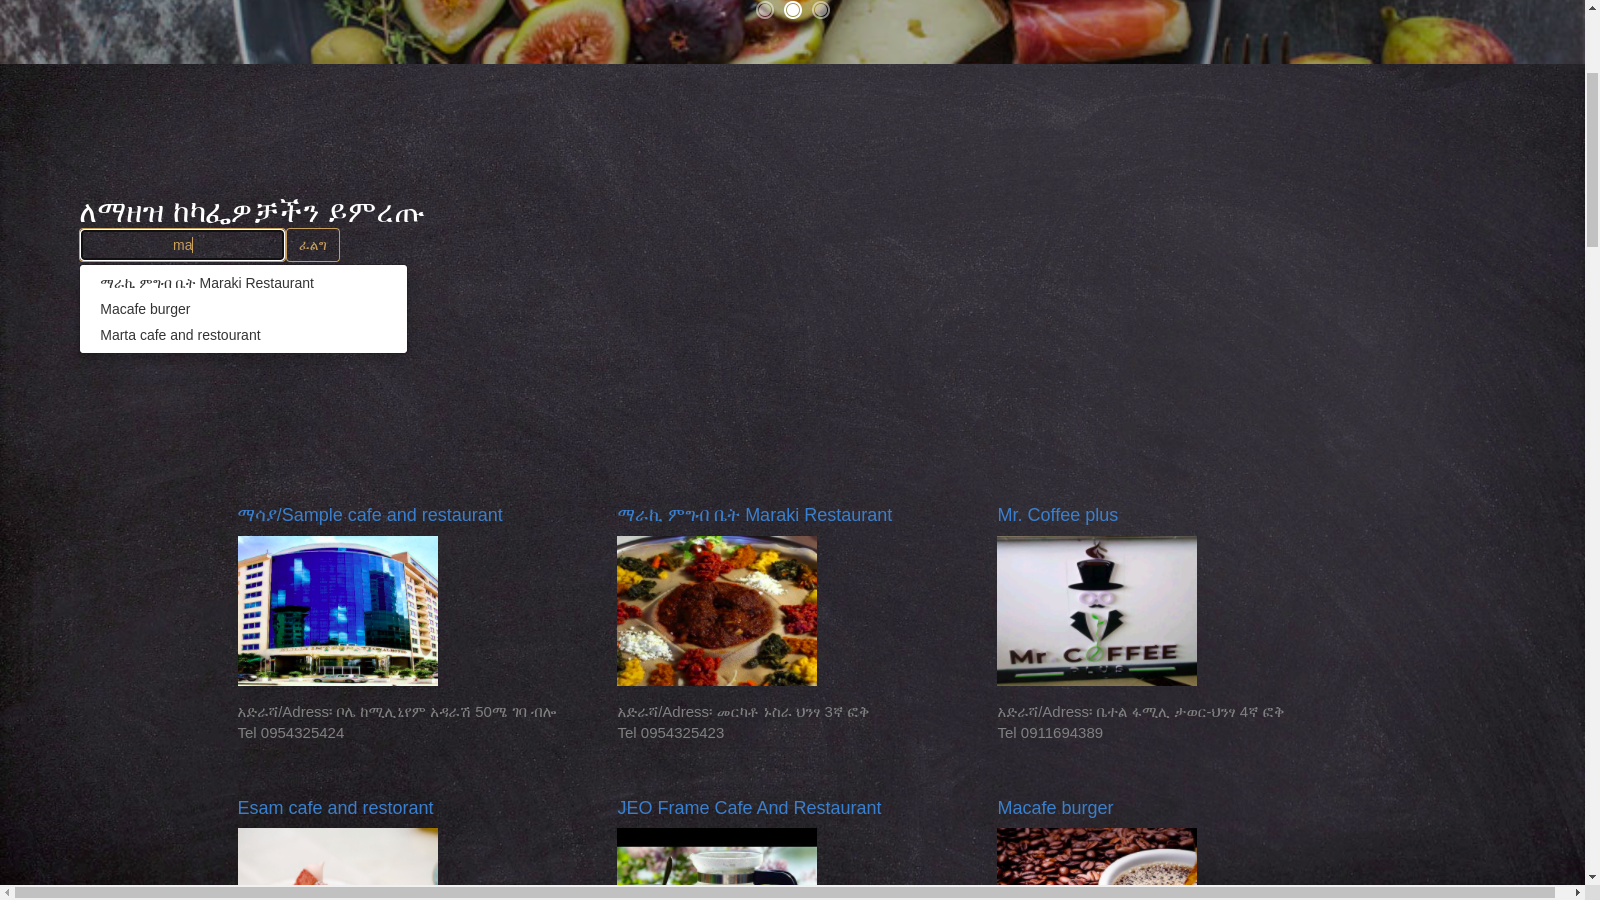 ለማዘዝ ከካፌዎቻችን ይምረጡ
ma
ፈልግ
ማራኪ ምግብ ቤት Maraki Restaurant
Macafe burger
Marta cafe and restourant
ማሳያ/Sample cafe and restaurant
ማራኪ ምግብ ቤት Maraki Restaurant
Mr. Coffee plus
Mr COFFEE
አድራሻ/Adress፡ ቦሌ ከሚሊኒየም አዳራሽ 50ሜ ገባ ብሎ
Tel 0954325424
አድራሻ/Adress፡ መርካቶ ኑስራ ህንፃ 3ኛ ፎቅ
Tel 0954325423
አድራሻ/Adress፡ ቤተል ፋሚሊ ታወር-ህንፃ 4ኛ ፎቅ
Tel 0911694389
Esam cafe and restorant
JEO Frame Cafe And Restaurant
Macafe burger